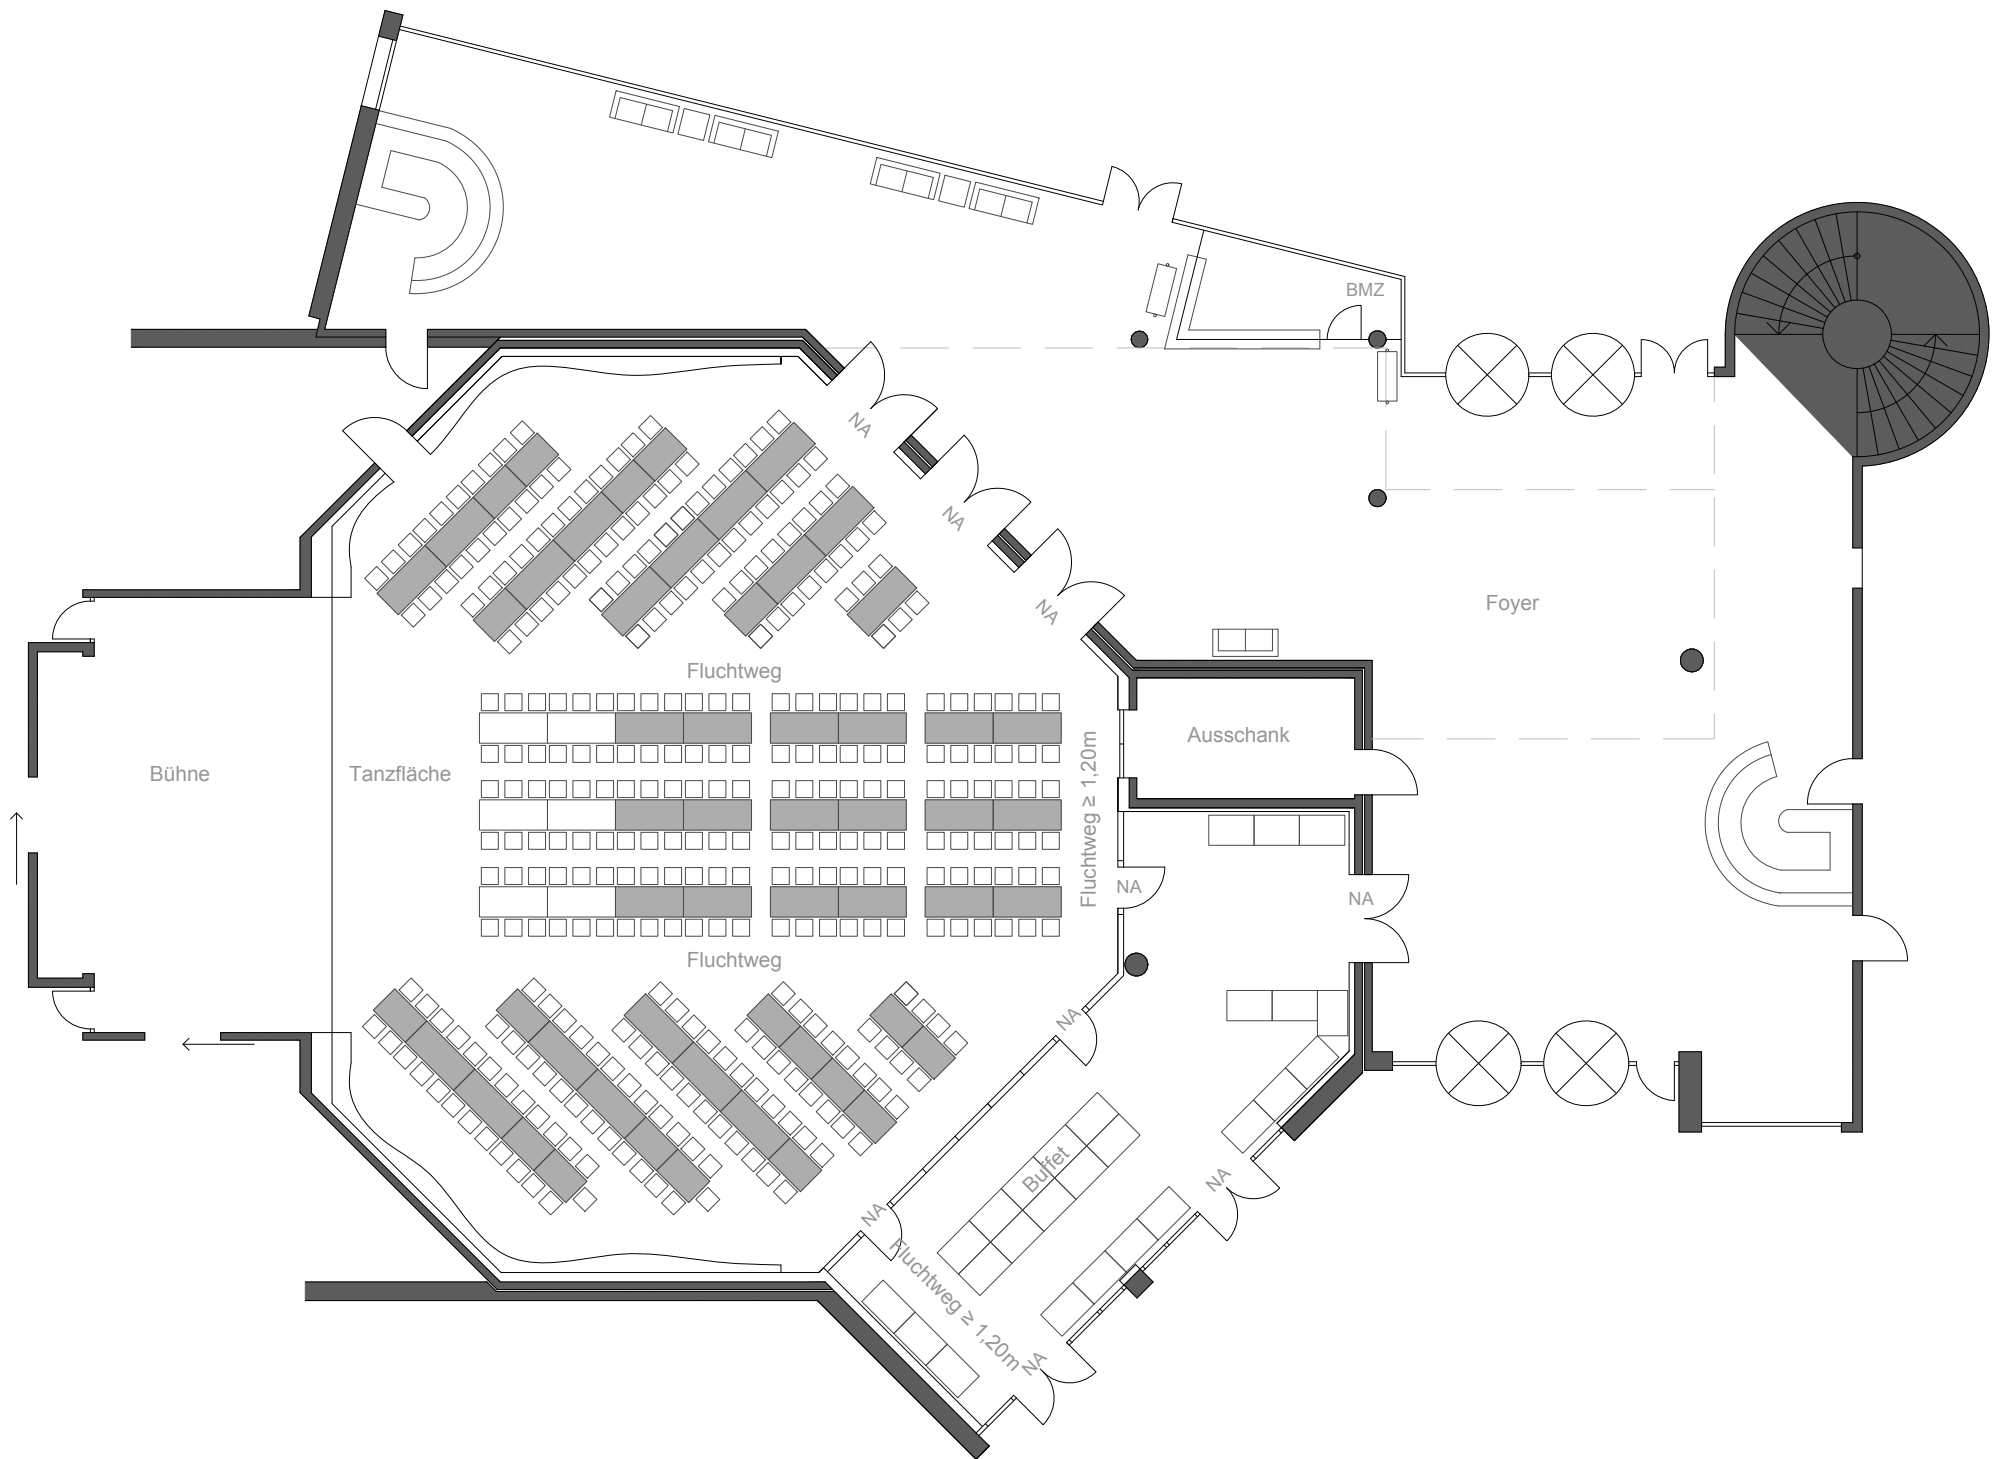 BMZ
NA
NA
NA
Foyer
Fluchtweg
Ausschank
Bühne
Tanzfläche
Fluchtweg ≥ 1,20m
NA
NA
Fluchtweg
NA
Buffet
NA
NA
Fluchtweg ≥ 1,20m
NA